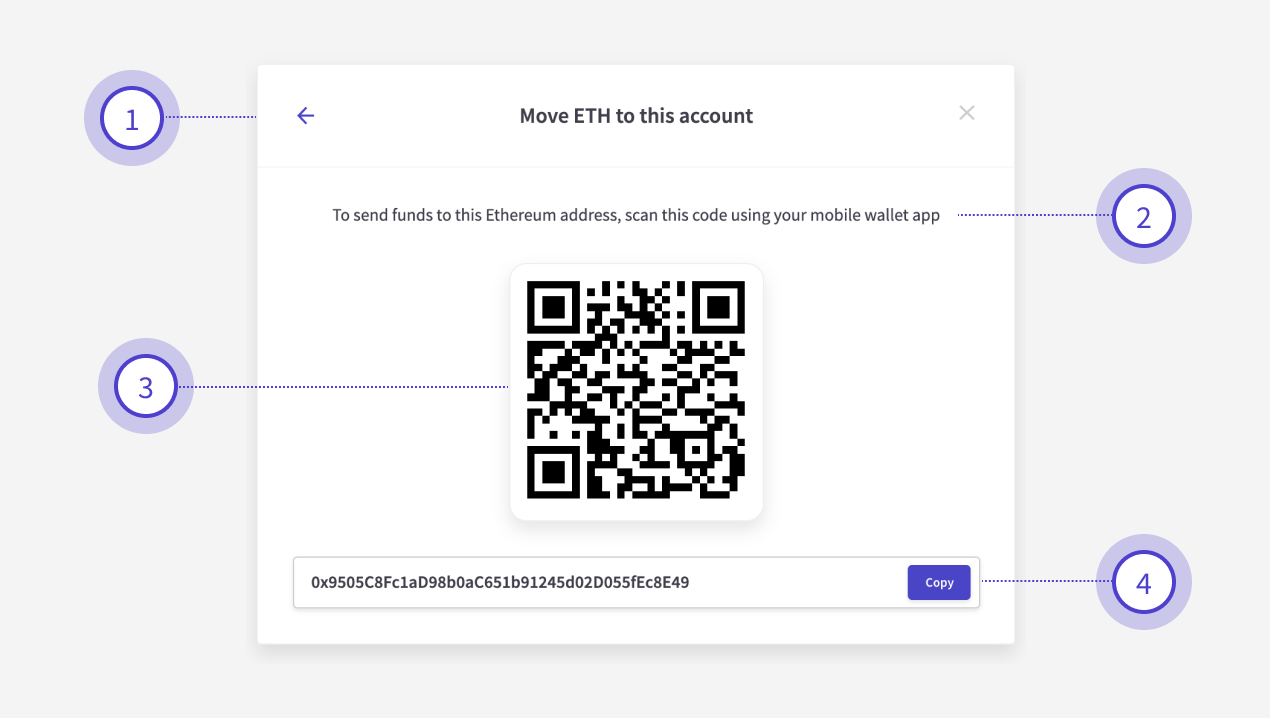 1
Move ETH to this account
To send funds to this Ethereum address, scan this code using your mobile wallet app
2
3
0x9505C8Fc1aD98b0aC651b91245d02D055fEc8E49
Copy
4